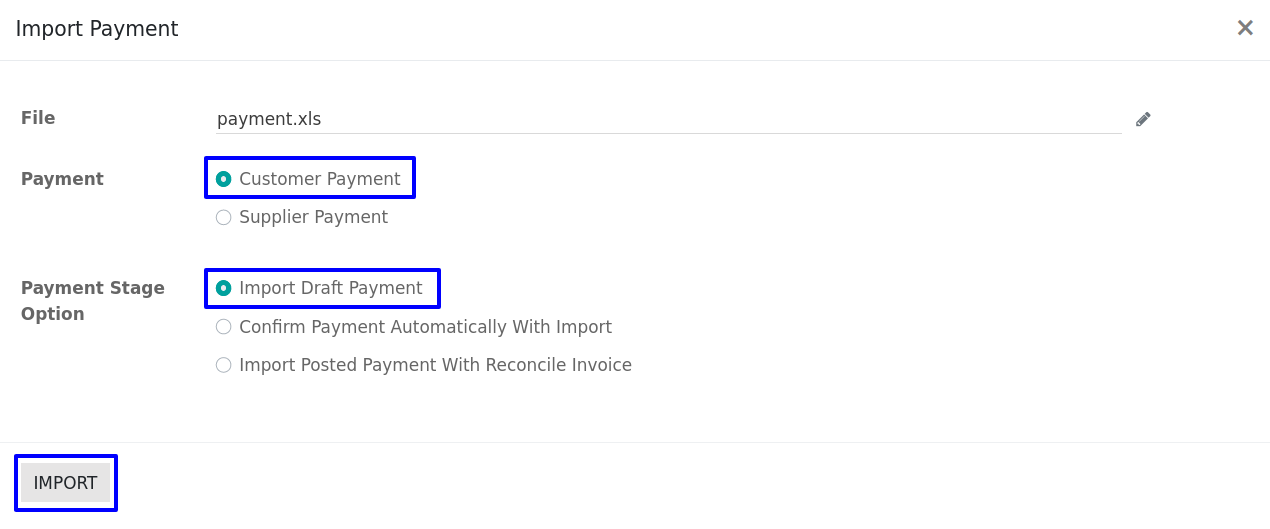 Import Payment
File
payment.xls
Payment
Customer Payment
Supplier Payment
Payment Stage
Option
Import Draft Payment
Confirm Payment Automatically With Import
Import Posted Payment With Reconcile Invoice
IMPORT